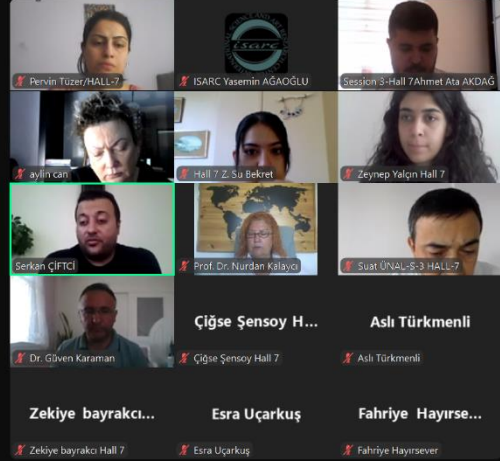 Pervin Tüzer/HALL-7
isarc
ISARC Yasemin AĞAOĞLU
Session 3-Hall 7Ahmet Ata AKDAĞ
aylin can
Hall 7 Z. Su Bekret
Zeynep Yalçın Hall 7
Serkan ÇİFTCİ
Prof. Dr. Nurdan Kalaycı
Suat ÜNAL-S-3 HALL-7
Dr. Güven Karaman
Çiğse Şensoy H...
Çiğse Şensoy Hall 7
Aslı Türkmenli
Aslı Türkmenli
Zekiye bayrakcı...
Zekiye bayrakcı Hall 7
Esra Uçarkuş
Esra Uçarkuş
Fahriye Hayırse...
Fahriye Hayırsever